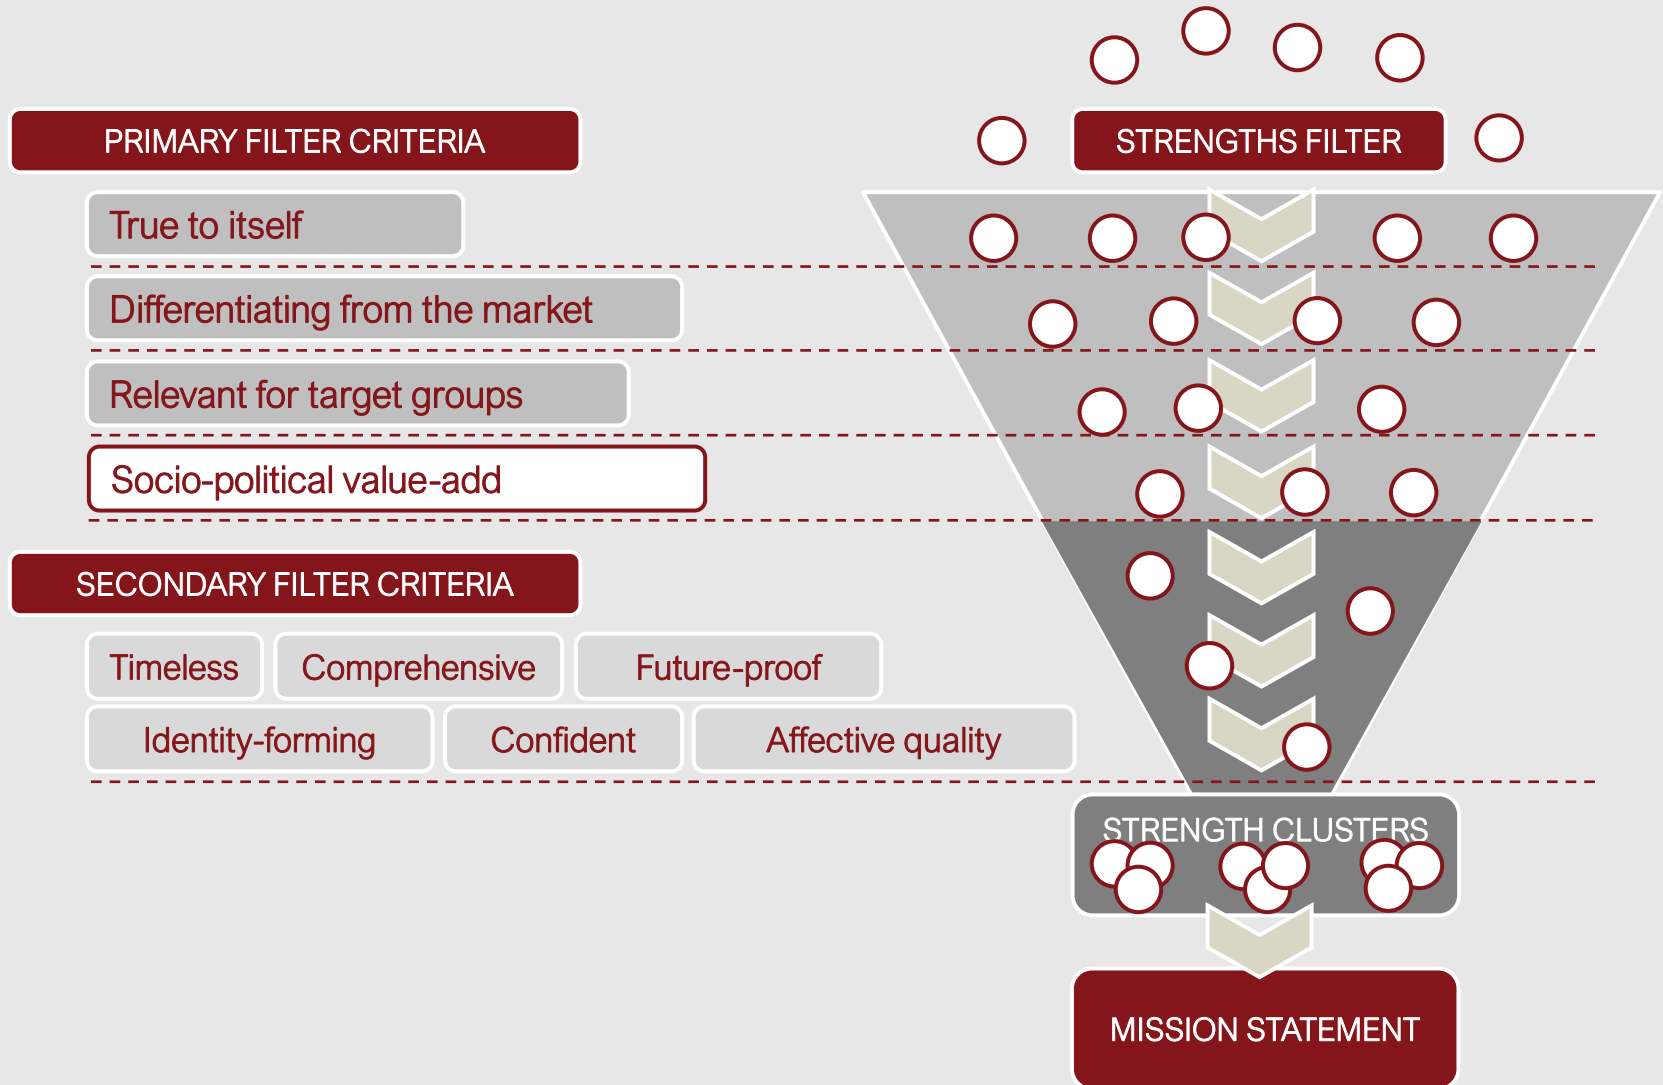 PRIMARY FILTER CRITERIA
STRENGTHS FILTER
True to itself
Differentiating from the market
Relevant for target groups
Socio-political value-add
SECONDARY FILTER CRITERIA
Timeless
Comprehensive
Future-proof
Identity-forming
Confident
Affective quality
STRENGTH CLUSTERS
MISSION STATEMENT